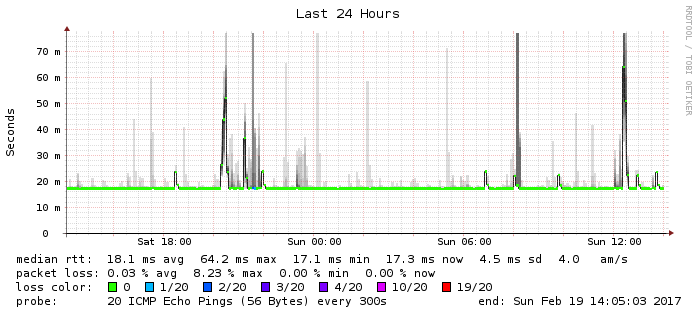 Last 24 Hours
RRDTOOL / TOBI OETIKER
Seconds
70 m
60 m
50 m
40 m
30 m
20 m
10 m
0
Sat 18:00 Sun 00:00 Sun 06:00 Sun 12:00
median rtt: 18.1 ms avg 64.2 ms max 17.1 ms min 17.3 ms now 4.5 ms sd 4.0 am/s
packet loss: 0.03 % avg 8.23 % max 0.00 % min 0.00 % now
loss color: 0 1/20 2/20 3/20 4/20 10/20 19/20
probe: 20 ICMP Echo Pings (56 Bytes) every 300s end: Sun Feb 19 14:05:03 2017